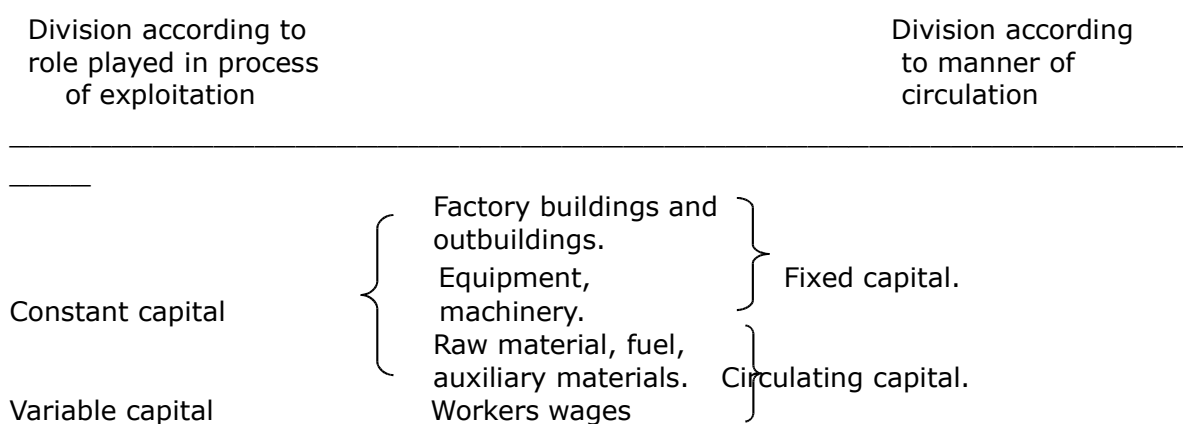 Division according to Division according
role played in process to manner of
of exploitation circulation
Factory buildings and
outbuildings.
Equipment, Fixed capital.
Constant capital machinery.
Raw material, fuel,
auxiliary materials. Circulating capital.
Variable capital Workers wages